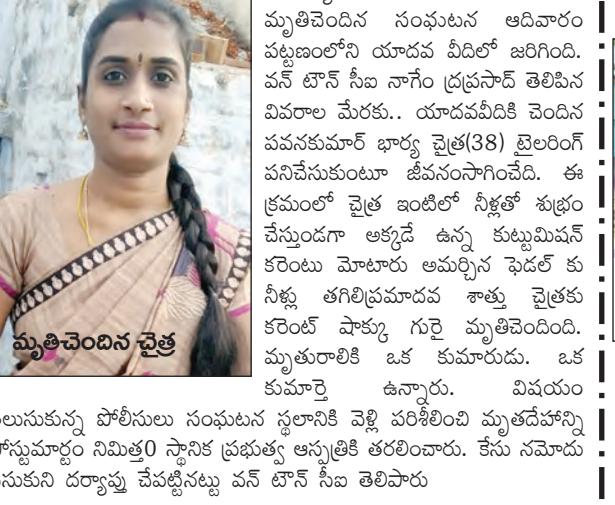 మృతిచెందిన సంఘటన ఆదివారం
పట్టణంలోని యాదవ వీదిలో జరిగింది.
వన్ టౌన్ సీఐ నాగేం ద్రప్రసాద్ తెలిపిన
వివరాల మేరకు.. యాదవవీదికి చెందిన
పవనకుమార్ భార్య చైత్ర(38) టైలరింగ్
పనిచేసుకుంటూ జీవనంసాగించేది. ఈ
క్రమంలో చైత్ర ఇంటిలో నీళ్లతో శుభ్రం
చేస్తుండగా అక్కడే ఉన్న కుట్టుమిషన్
కరెంటు మోటారు అమర్చిన ఫెడల్ కు
నీళ్లు తగిలిప్రమాదవ శాత్తు చైత్రకు
కరెంట్ షాక్కు గురై మృతిచెందింది.
మృతురాలికి ఒక కుమారుడు. ఒక
కుమార్తె ఉన్నారు. విషయం
లుసుకున్న పోలీసులు సంఘటన స్థలానికి వెళ్లి పరిశీలించి మృతదేహాన్ని
స్టుమార్టం నిమిత్త0 స్థానిక ప్రభుత్వ ఆస్పత్రికి తరలించారు. కేసు నమోదు
సుకుని దర్యాప్తు చేపట్టినట్టు వన్ టౌన్ సీఐ తెలిపారు
మృతిచెందిన చైత్ర